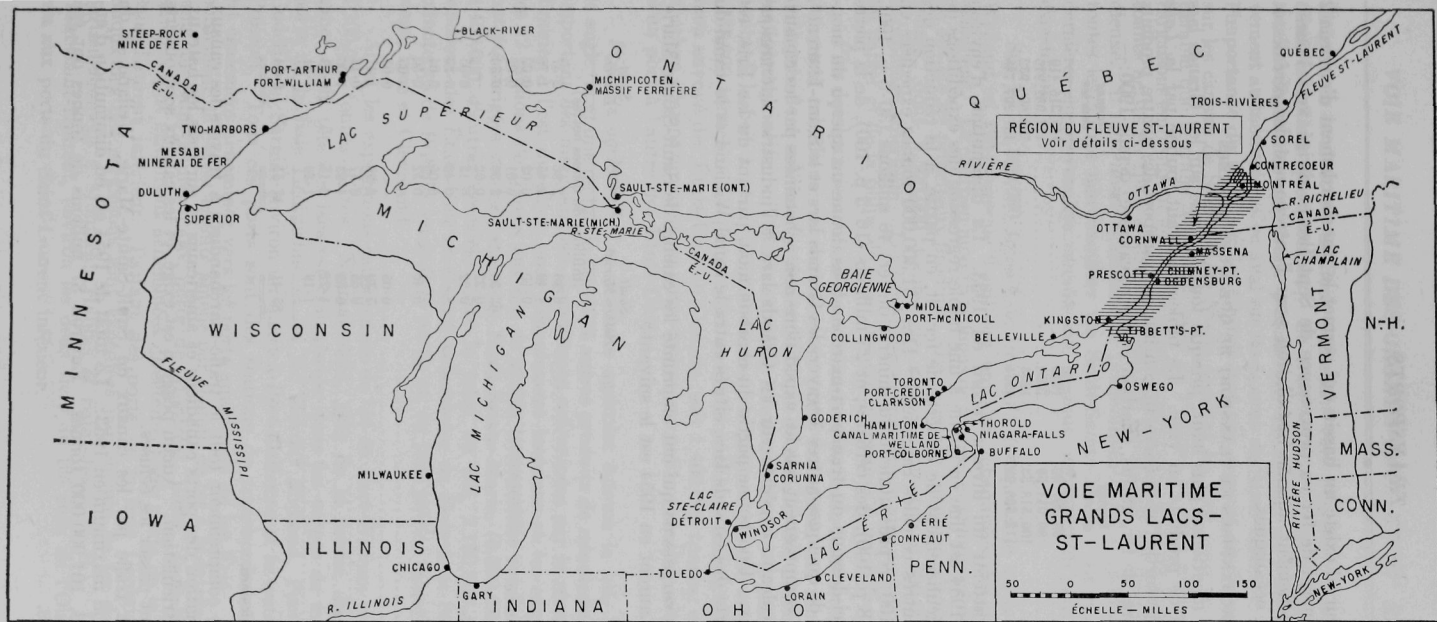 STEEP-ROCK
MINE DE FER
CANADA
É.-U.
PORT-ARTHUR
FORT-WILLIAM
BLACK-RIVER
MICHIPICOTEN
MASSIF FERRIFÈRE
ONTARIO
QUÉBEC
QUÉBEC
FLEUVE ST-LAURENT
TROIS-RIVIÈRES
SOREL
CONTRECOEUR
MONTRÉAL
R. RICHELIEU
CANADA
É.-U.
RÉGION DU FLEUVE ST-LAURENT
Voir détails ci-dessous
RIVIÈRE
OTTAWA
OTTAWA
CORNWALL
MASSENA
LAC
CHAMPLAIN
PRESCOTT
CHIMNEY-PT.
OGDENSBURG
KINGSTON
TIBBETT'S-PT.
BELLEVILLE
TWO-HARBORS
MESABI
MINERAI DE FER
DULUTH
SUPERIOR
LAC SUPÉRIEUR
SAULT-STE-MARIE (ONT.)
SAULT-STE-MARIE (MICH.)
R. STE-MARIE
CANADA
É.-U.
MINNESOTA
MICHIGAN
WISCONSIN
LAC MICHIGAN
LAC
HURON
BAIE
GEORGIENNE
MIDLAND
PORT-MCNICOLL
COLLINGWOOD
FLEUVE
MISSISSIPI
TORONTO
PORT-CREDIT
CLARKSON
HAMILTON
LAC ONTARIO
OSWEGO
CANAL MARITIME DE
WELLAND
PORT-COLBORNE
THOROLD
NIAGARA-FALLS
BUFFALO
NEW-YORK
VERMONT
N.-H.
MASS.
CONN.
RIVIÈRE HUDSON
NEW-YORK
GODERICH
SARNIA
CORUNNA
LAC
STE-CLAIRE
DÉTROIT
WINDSOR
LAC ÉRIÉ
ÉRIÉ
CONNEAUT
CLEVELAND
LORAIN
TOLEDO
PENN.
OHIO
INDIANA
MILWAUKEE
IOWA
ILLINOIS
CHICAGO
GARY
R. ILLINOIS
VOIE MARITIME
GRANDS LACS-
ST-LAURENT
50 0 50 100 150
ÉCHELLE — MILLES